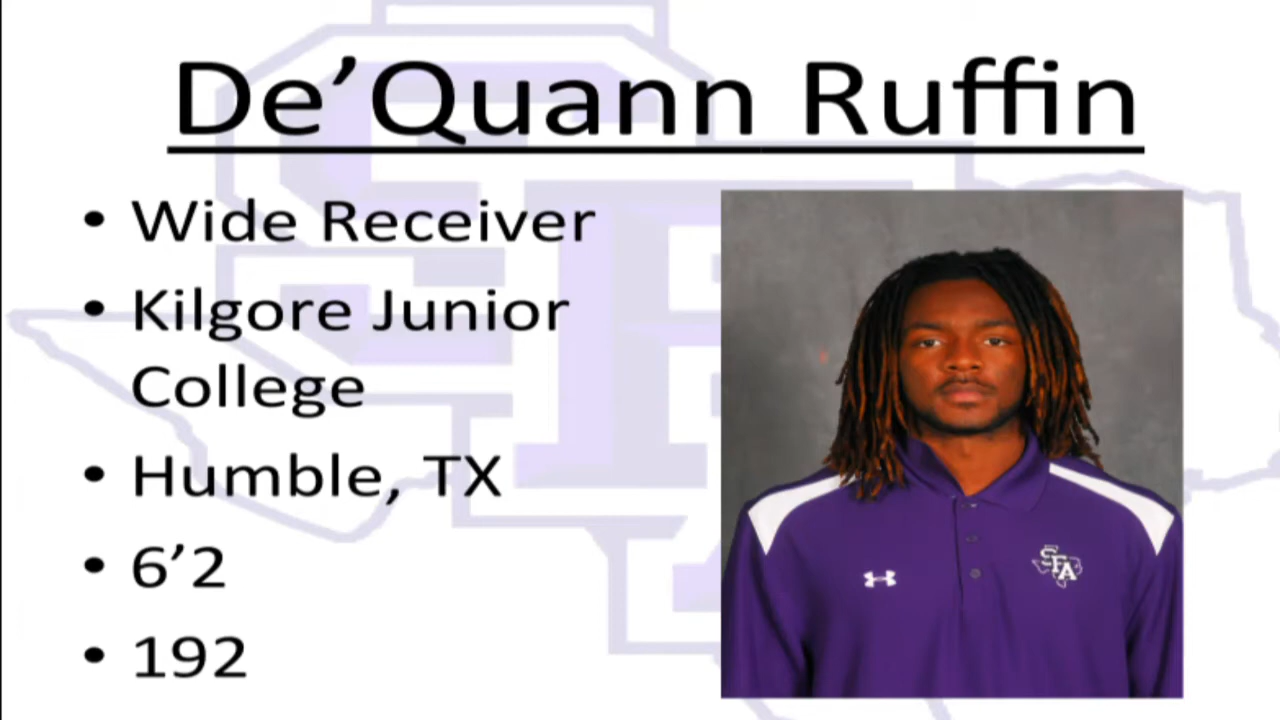 De’Quann Ruffin
• Wide Receiver
• Kilgore Junior
College
• Humble, TX
• 6’2
• 192
SFA